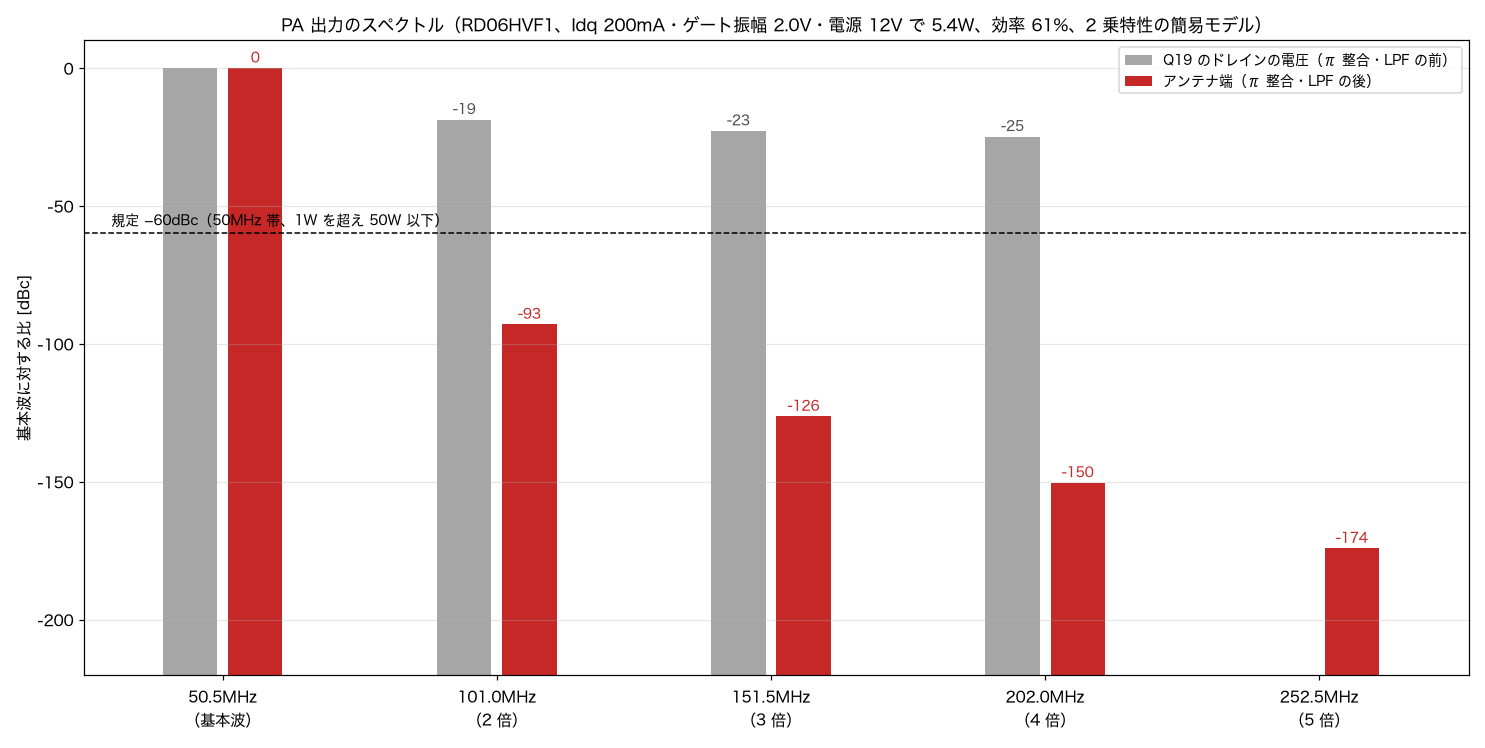 PA 出力のスペクトル（RD06HVF1、Idq 200mA・ゲート振幅 2.0V・電源 12V で 5.4W、効率 61%、2 乗特性の簡易モデル）
Q19 のドレインの電圧（π 整合・LPF の前）
アンテナ端（π 整合・LPF の後）
基本波に対する比 [dBc]
0
-50
-100
-150
-200
規定 −60dBc（50MHz 帯、1W を超え 50W 以下）
0
-19
-93
-23
-126
-25
-150
-174
50.5MHz
（基本波）
101.0MHz
（2 倍）
151.5MHz
（3 倍）
202.0MHz
（4 倍）
252.5MHz
（5 倍）